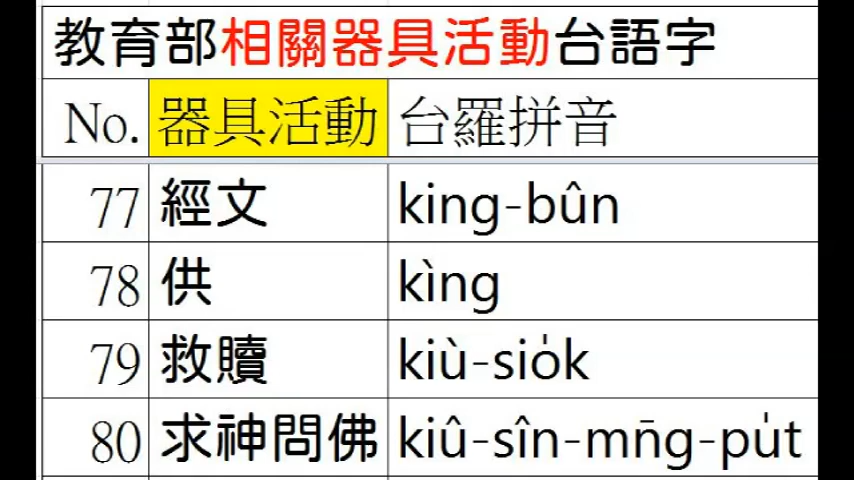 教育部相關器具活動台語字
No. 器具活動 台羅拼音
77 經文 king-bûn
78 供 kìng
79 救贖 kiù-sio̍k
80 求神問佛 kiû-sîn-mn̄g-pu̍t